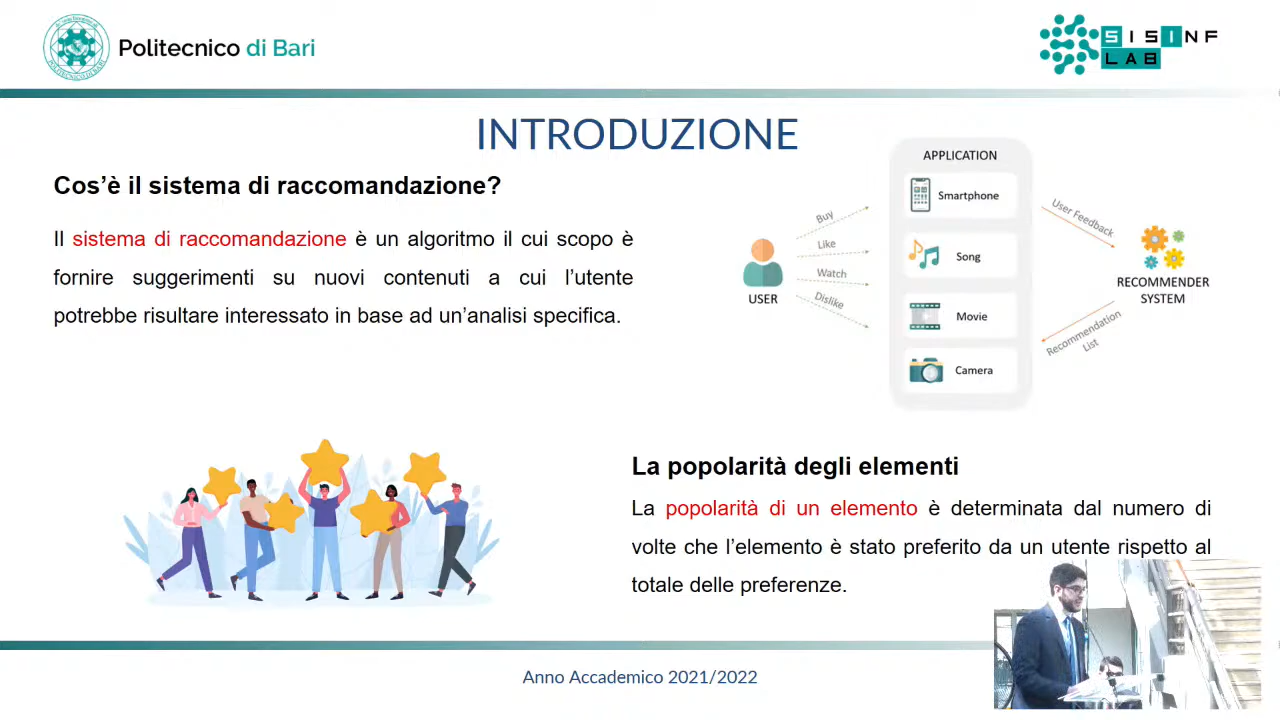 Politecnico di Bari
SISINF
LAB
INTRODUZIONE
Cos’è il sistema di raccomandazione?
Il sistema di raccomandazione è un algoritmo il cui scopo è
fornire suggerimenti su nuovi contenuti a cui l’utente
potrebbe risultare interessato in base ad un’analisi specifica.
USER
Buy
Like
Watch
Dislike
APPLICATION
Smartphone
Song
Movie
Camera
User Feedback
RECOMMENDER
SYSTEM
Recommendation
List
La popolarità degli elementi
La popolarità di un elemento è determinata dal numero di
volte che l’elemento è stato preferito da un utente rispetto al
totale delle preferenze.
Anno Accademico 2021/2022